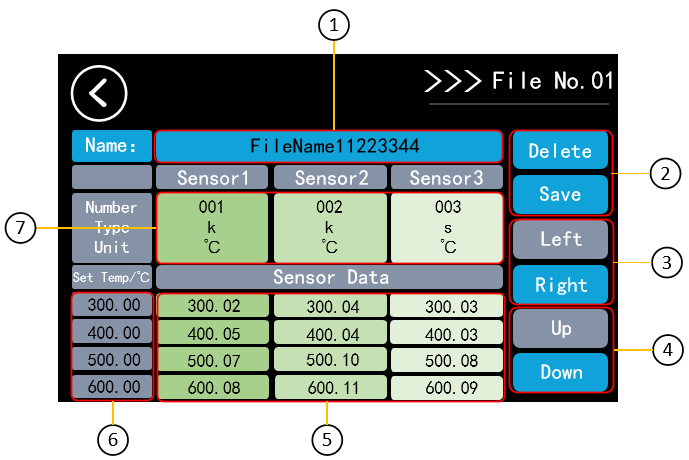 1
>>> File No.01
Name: FileName11223344 Delete
2
Sensor1 Sensor2 Sensor3 Save
Number 001 002 003 Left
7 Type k k s
Unit ℃ ℃ ℃ 3
Set Temp/℃ Sensor Data Right
300.00 300.02 300.04 300.03 Up
400.00 400.05 400.04 400.03 4
500.00 500.07 500.10 500.08 Down
600.00 600.08 600.11 600.09
6 5